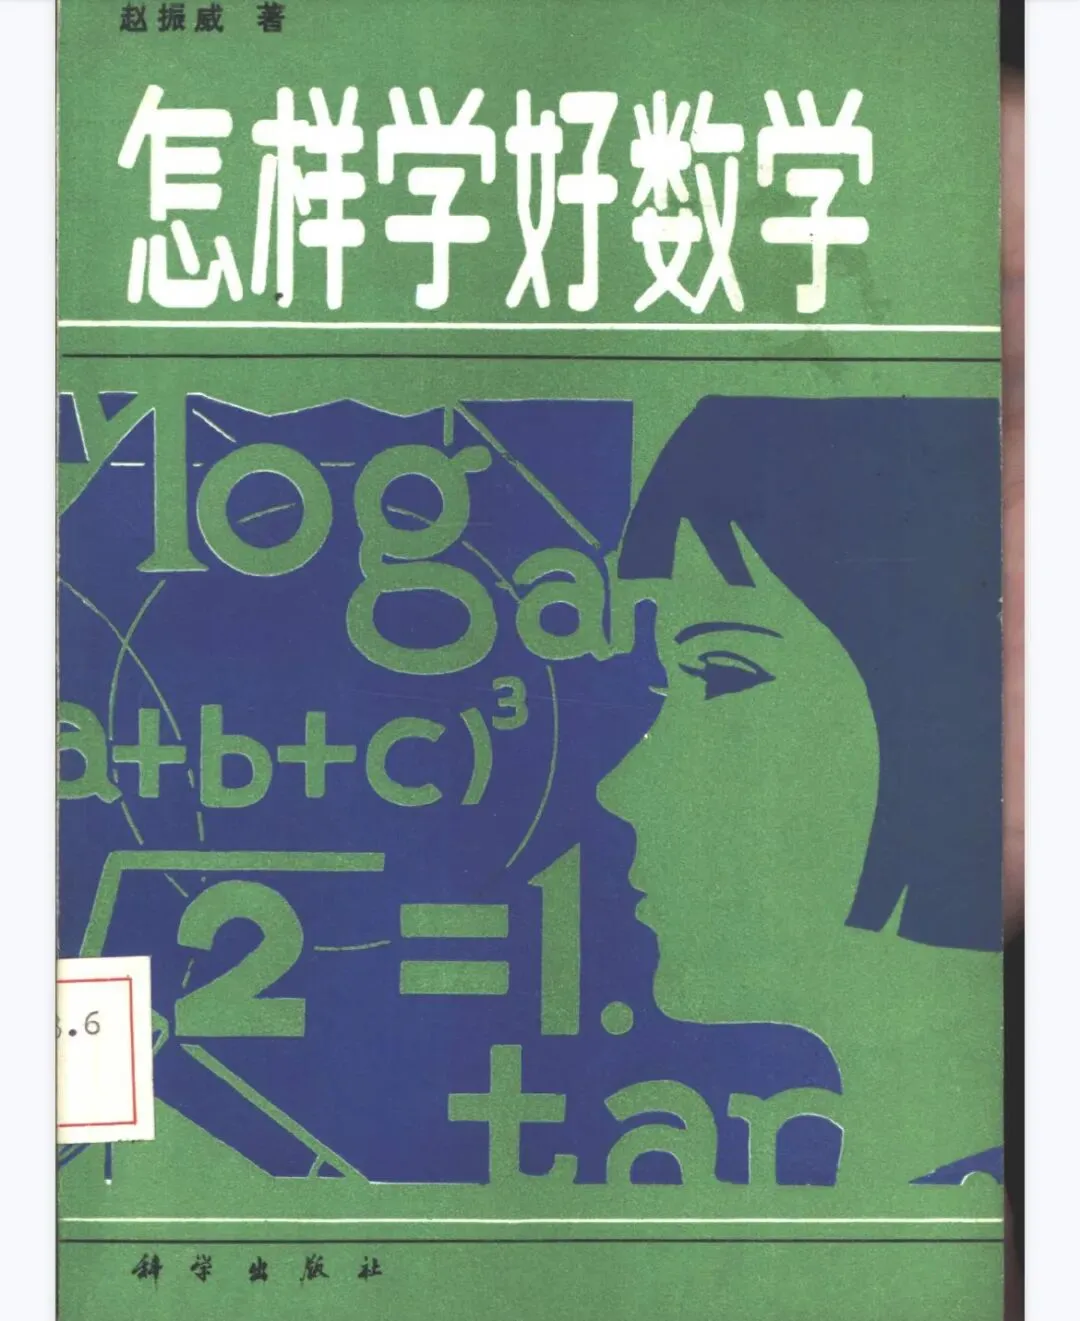 赵振威 著
怎样学好数学
log
an
a+b+c)³
√2=1.
tan
.6
科学出版社